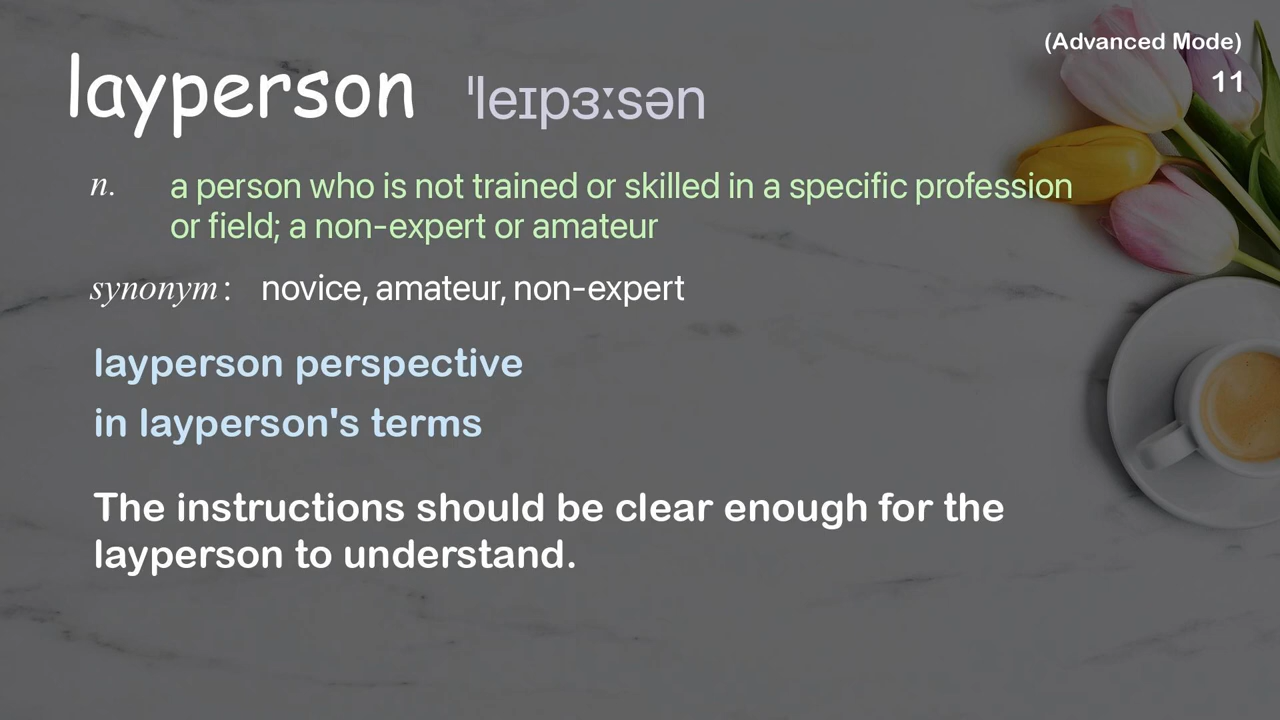 (Advanced Mode)
11
layperson ˈleɪpɜːsən
n. a person who is not trained or skilled in a specific profession
or field; a non-expert or amateur
synonym : novice, amateur, non-expert
layperson perspective
in layperson's terms
The instructions should be clear enough for the
layperson to understand.